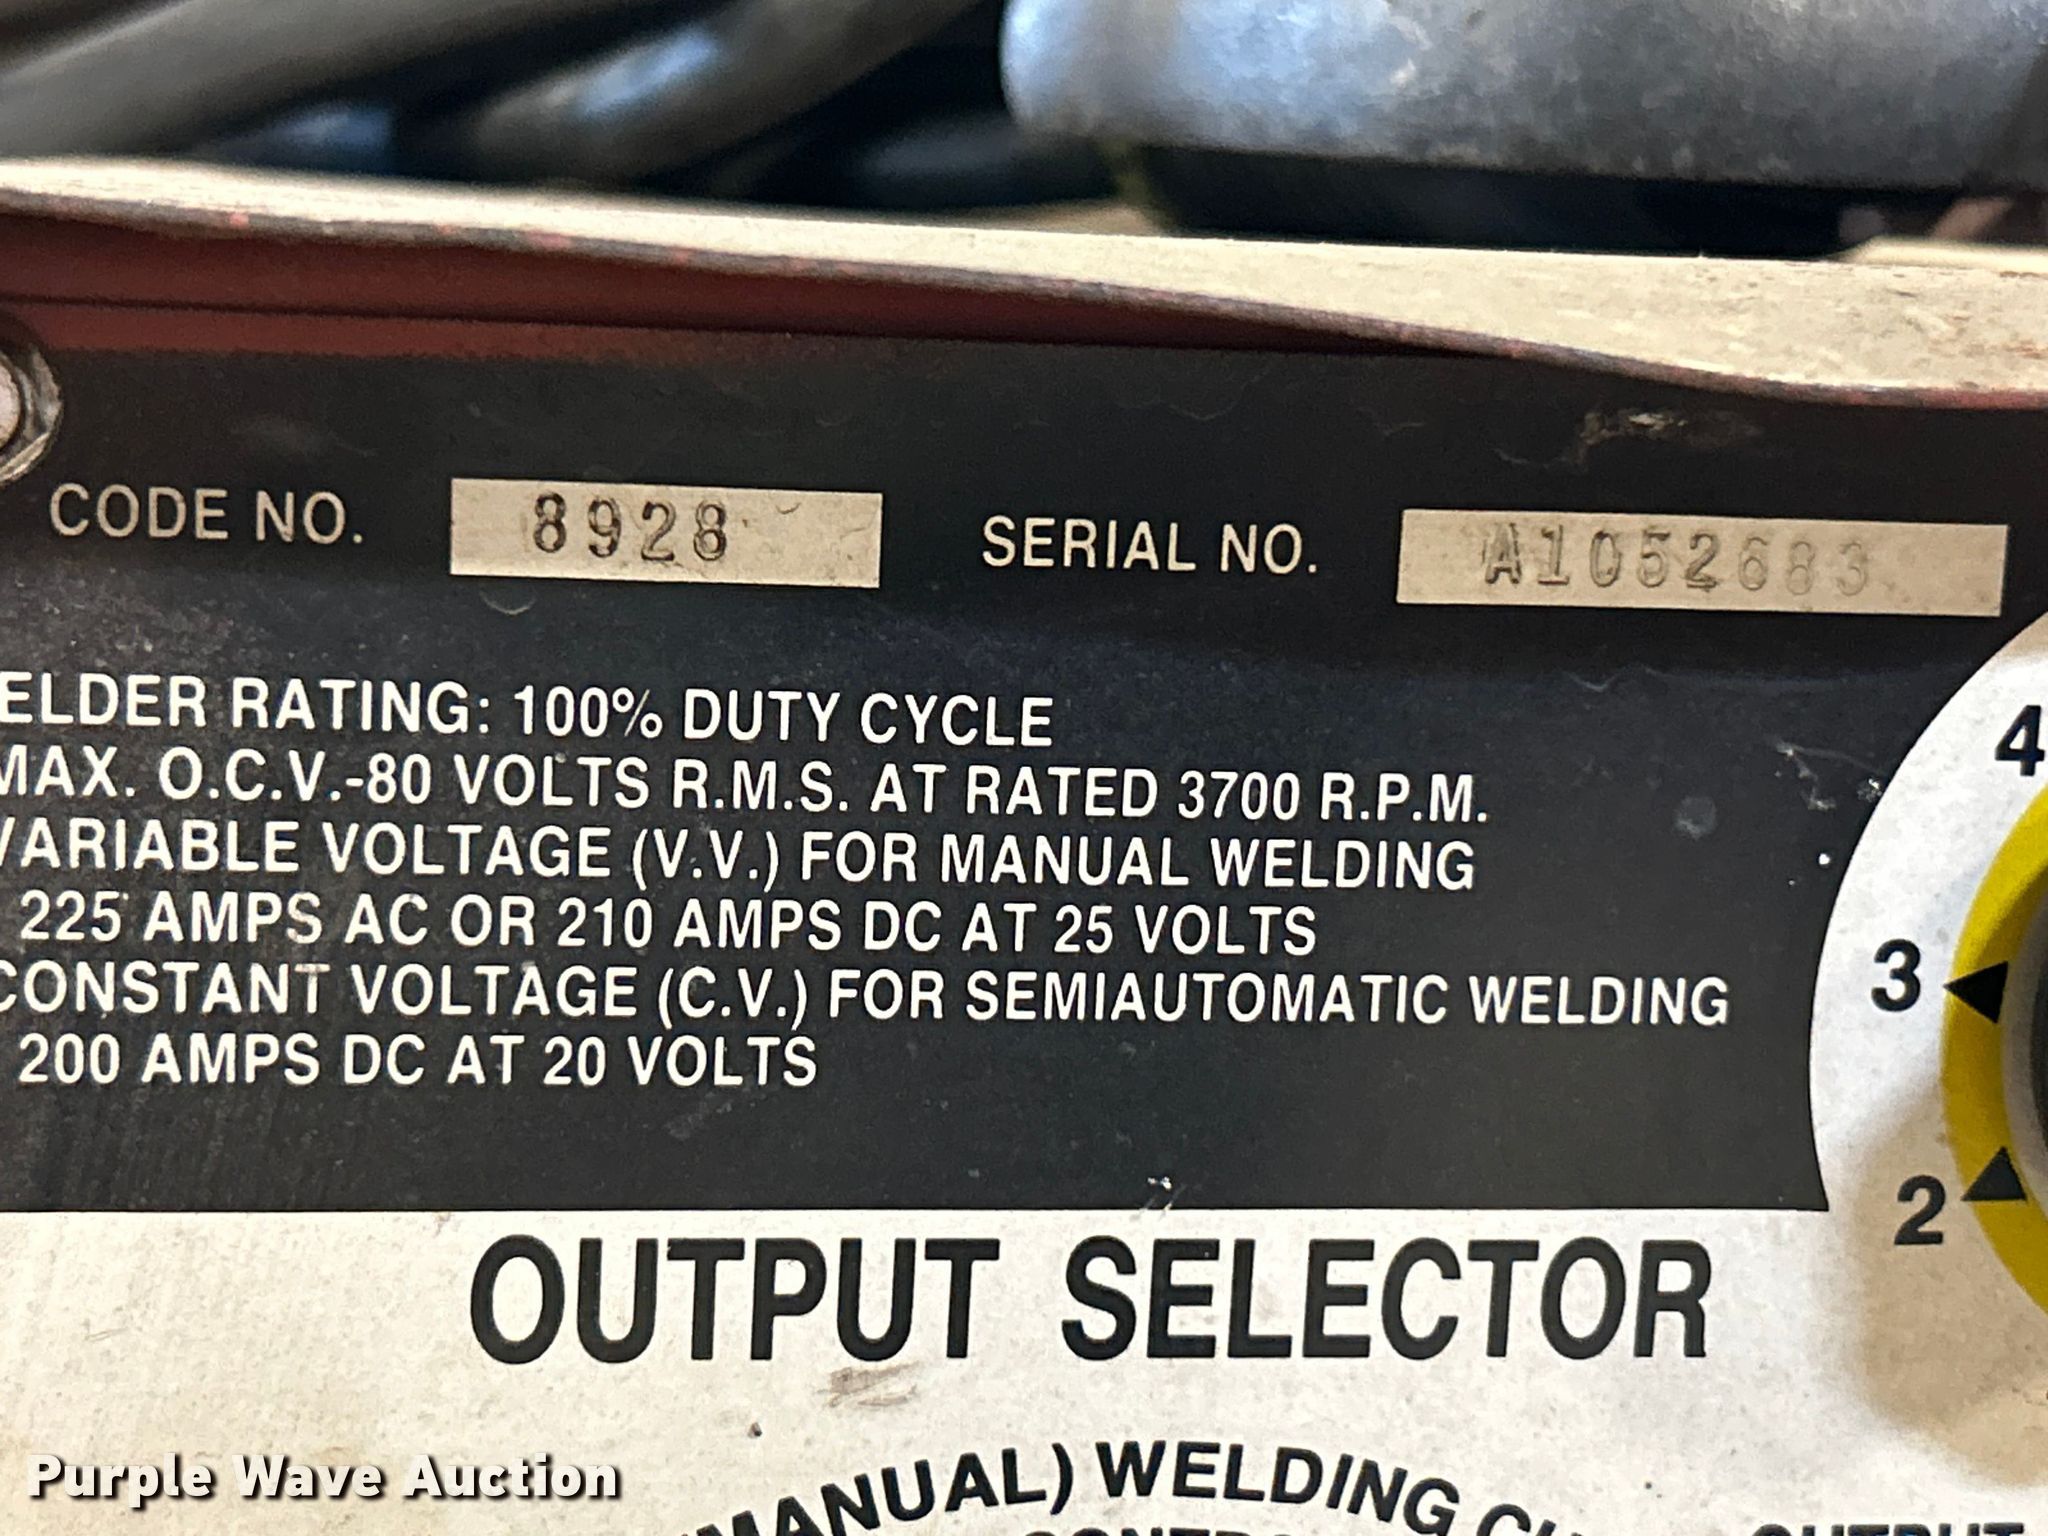 CODE NO. 8928 SERIAL NO. A1052683
ELDER RATING: 100% DUTY CYCLE
MAX. O.C.V.-80 VOLTS R.M.S. AT RATED 3700 R.P.M.
VARIABLE VOLTAGE (V.V.) FOR MANUAL WELDING
225 AMPS AC OR 210 AMPS DC AT 25 VOLTS
CONSTANT VOLTAGE (C.V.) FOR SEMIAUTOMATIC WELDING
200 AMPS DC AT 20 VOLTS
4
3
2
OUTPUT SELECTOR
(MANUAL) WELDING
Purple Wave Auction